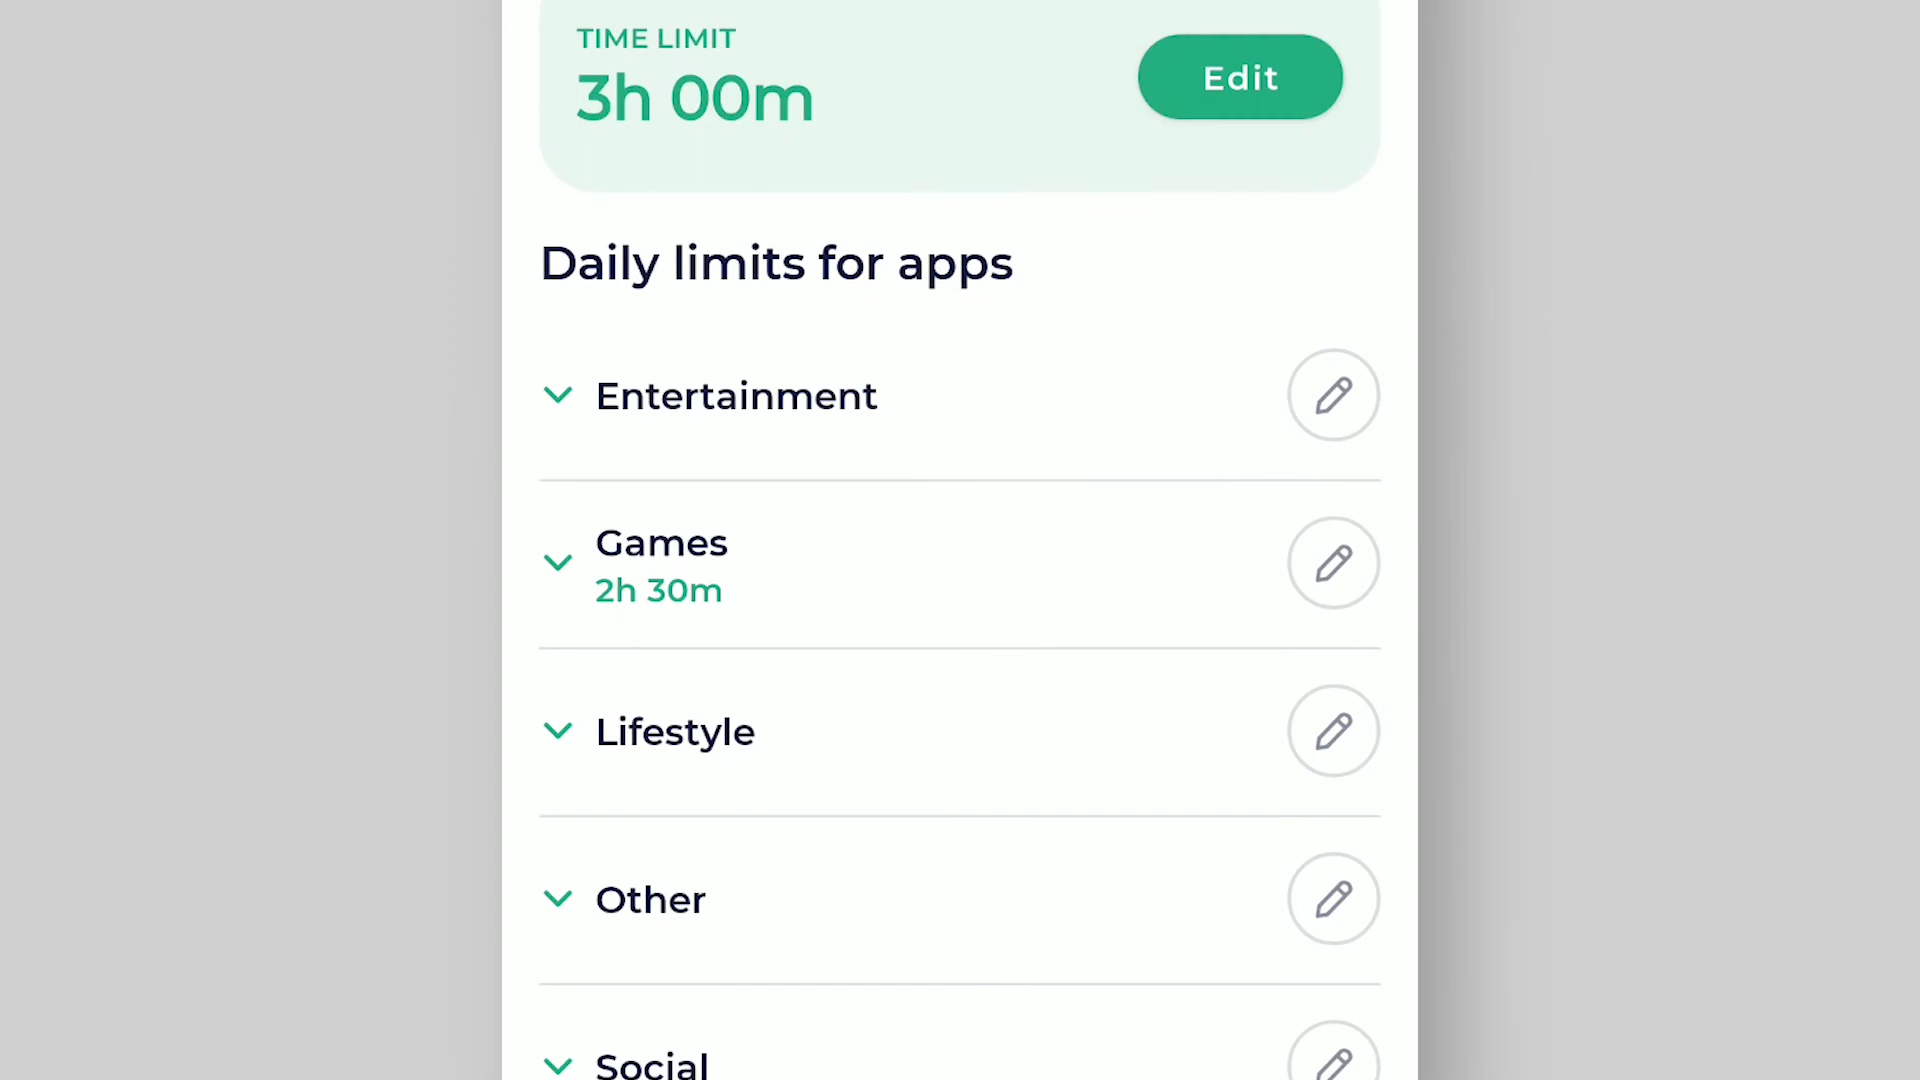 TIME LIMIT
3h 00m
Edit
Daily limits for apps
Entertainment
Games
2h 30m
Lifestyle
Other
Social